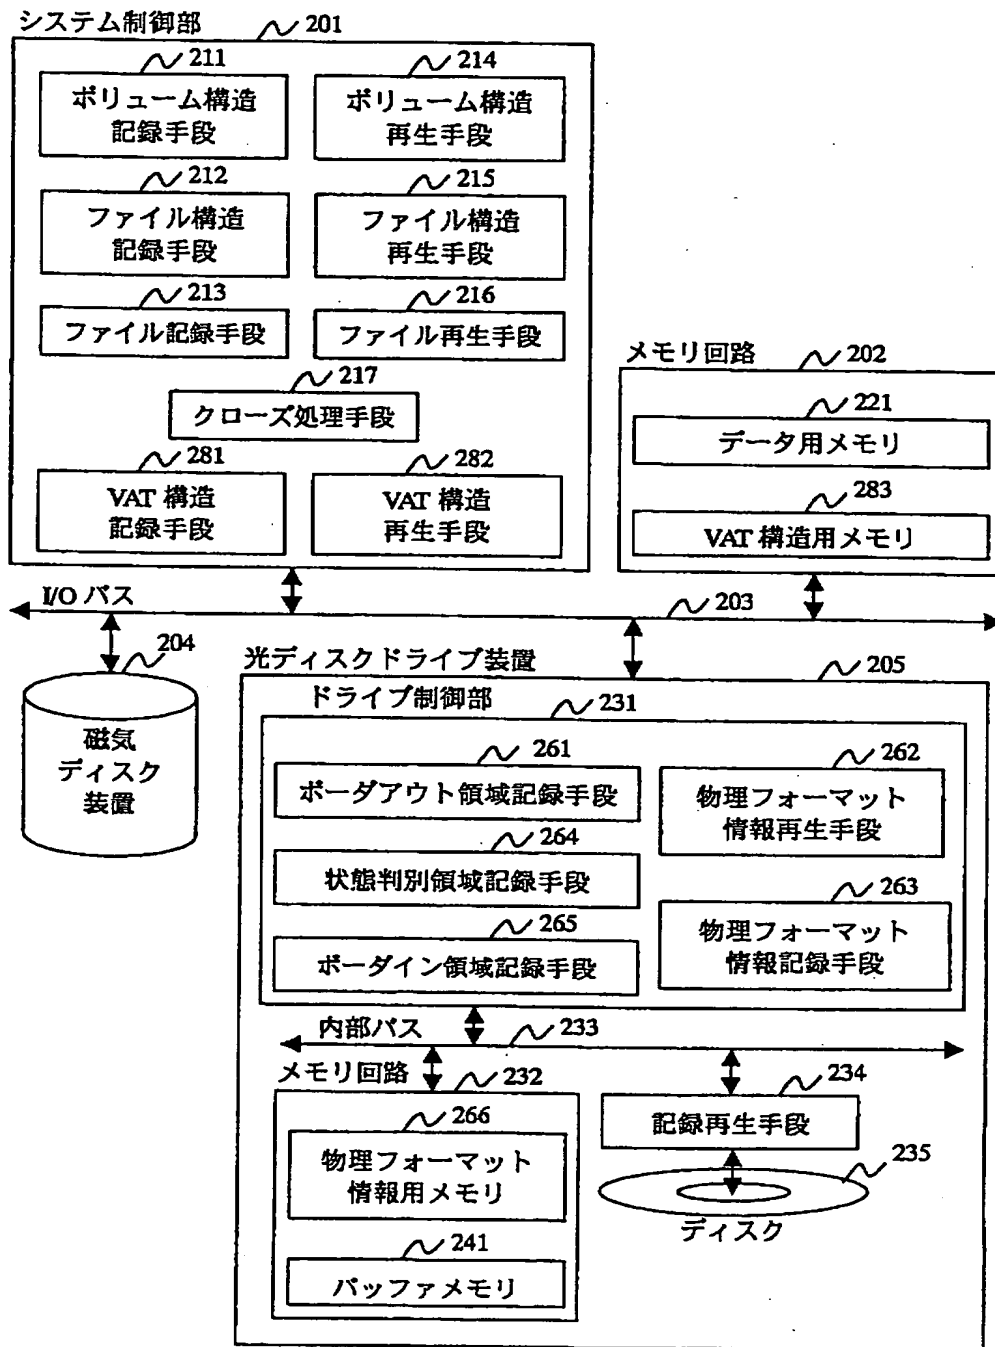 システム制御部 201
211 214
ボリューム構造
記録手段
ボリューム構造
再生手段
212 215
ファイル構造
記録手段
ファイル構造
再生手段
213 216
ファイル記録手段
ファイル再生手段
217
クローズ処理手段
281 282
VAT 構造
記録手段
VAT 構造
再生手段
メモリ回路 202
221
データ用メモリ
283
VAT 構造用メモリ
I/O バス 203
204
磁気
ディスク
装置
光ディスクドライブ装置 205
ドライブ制御部 231
261
ボーダアウト領域記録手段
262
物理フォーマット
情報再生手段
264
状態判別領域記録手段
263
物理フォーマット
情報記録手段
265
ボーダイン領域記録手段
内部バス 233
メモリ回路 232
266
物理フォーマット
情報用メモリ
241
バッファメモリ
234
記録再生手段
235
ディスク